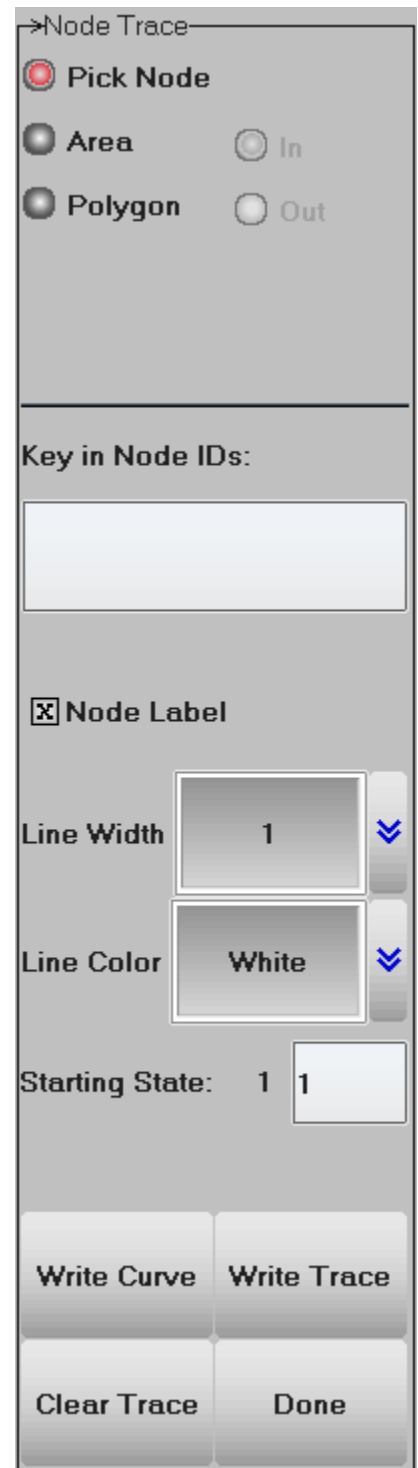 >Node Trace
Pick Node
Area In
Polygon Out
Key in Node IDs:
X Node Label
Line Width 1
Line Color White
Starting State: 1 1
Write Curve Write Trace
Clear Trace Done